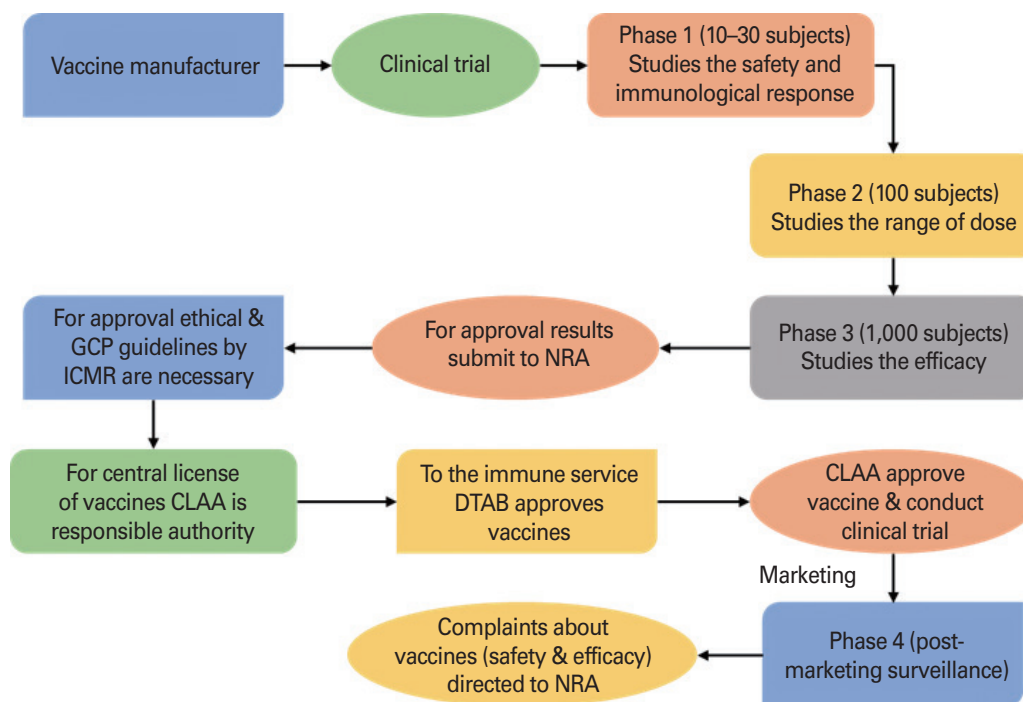 Vaccine manufacturer
Clinical trial
Phase 1 (10–30 subjects)
Studies the safety and
immunological response
Phase 2 (100 subjects)
Studies the range of dose
Phase 3 (1,000 subjects)
Studies the efficacy
For approval results
submit to NRA
For approval ethical &
GCP guidelines by
ICMR are necessary
For central license
of vaccines CLAA is
responsible authority
To the immune service
DTAB approves
vaccines
CLAA approve
vaccine & conduct
clinical trial
Marketing
Phase 4 (post-
marketing surveillance)
Complaints about
vaccines (safety & efficacy)
directed to NRA